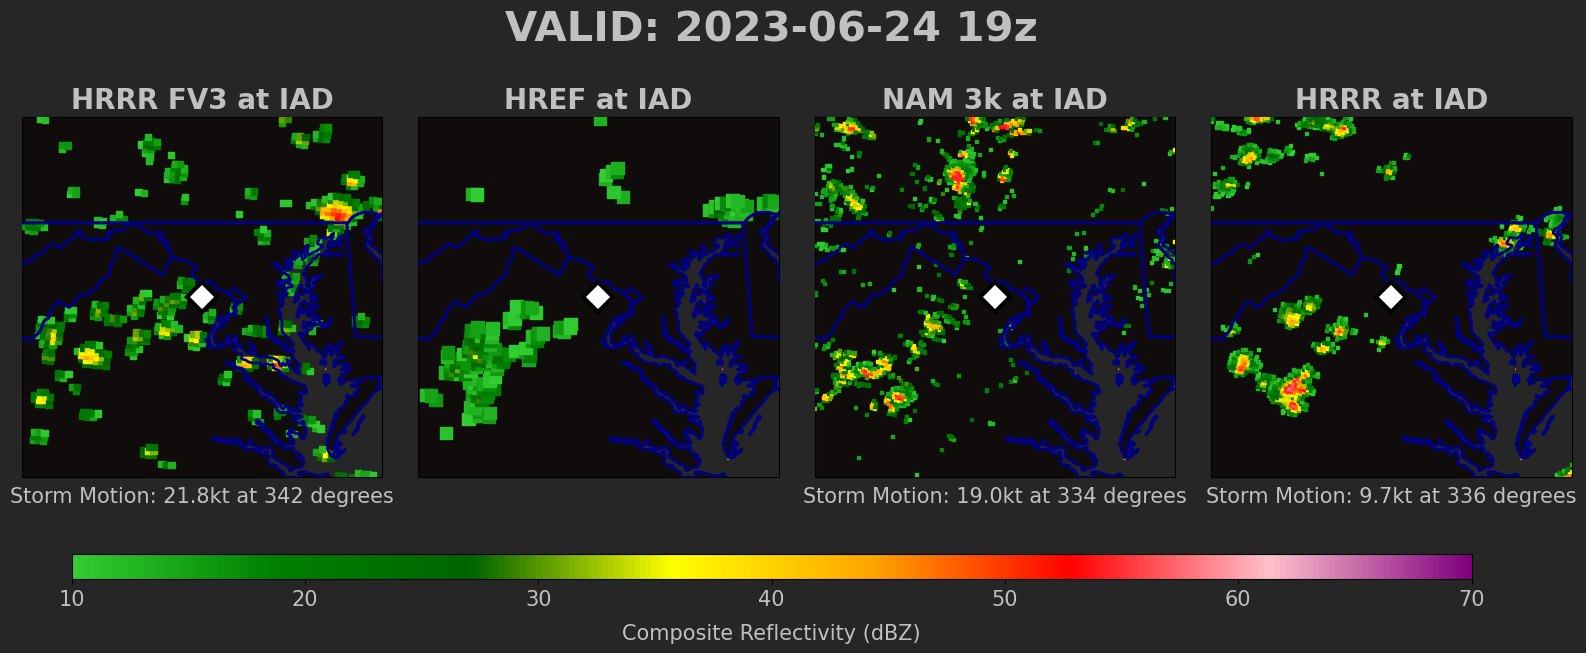 VALID: 2023-06-24 19z
HRRR FV3 at IAD
HREF at IAD
NAM 3k at IAD
HRRR at IAD
Storm Motion: 21.8kt at 342 degrees
Storm Motion: 19.0kt at 334 degrees
Storm Motion: 9.7kt at 336 degrees
10 20 30 40 50 60 70
Composite Reflectivity (dBZ)